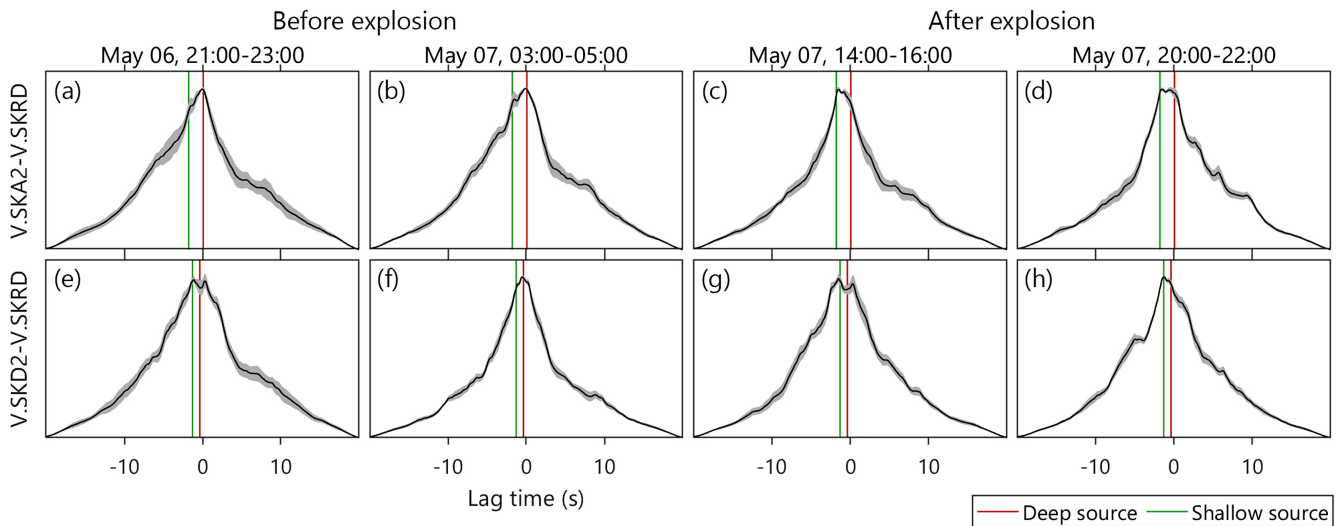 Before explosion After explosion
May 06, 21:00-23:00 May 07, 03:00-05:00 May 07, 14:00-16:00 May 07, 20:00-22:00
V.SKA2-V.SKRD
(a) (b) (c) (d)
V.SKD2-V.SKRD
(e) (f) (g) (h)
-10 0 10 -10 0 10 -10 0 10 -10 0 10
Lag time (s)
Deep source Shallow source